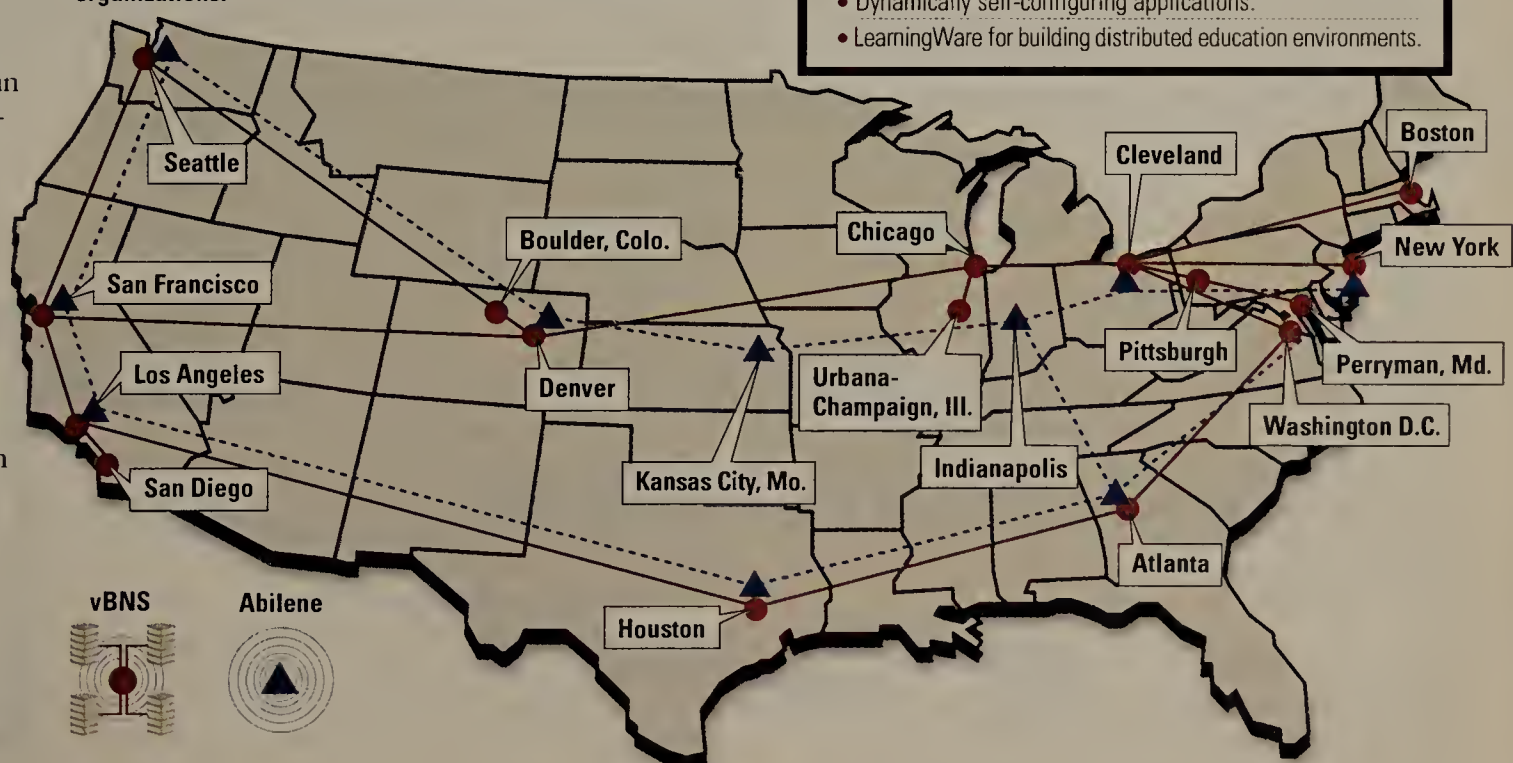 organizations.
• Dynamically self-configuring applications.
• LearningWare for building distributed education environments.
in
Boston
Cleveland
Seattle
Chicago
Boulder, Colo.
New York
San Francisco
Pittsburgh
Perryman, Md.
Los Angeles
Denver
Urbana-
Champaign, Ill.
Washington D.C.
Indianapolis
Kansas City, Mo.
San Diego
Atlanta
vBNS
Abilene
Houston